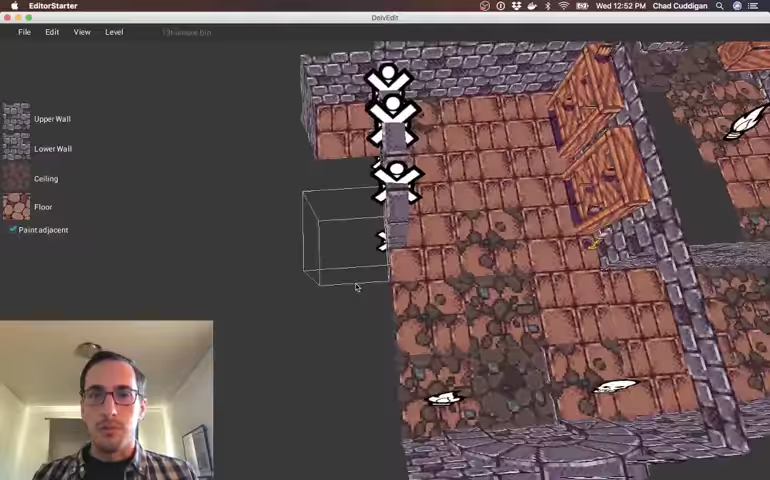 EditorStarter
Wed 12:52 PM Chad Cuddigan
DelvEdit
File Edit View Level
Upper Wall
Lower Wall
Ceiling
Floor
Paint adjacent